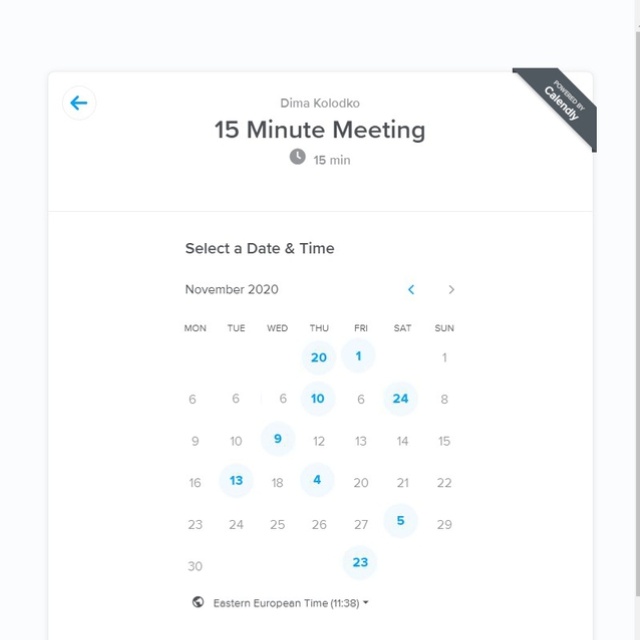 POWERED BY
Calendly
Dima Kolodko
15 Minute Meeting
15 min
Select a Date & Time
November 2020
MON TUE WED THU FRI SAT SUN
20 1 1
6 6 6 10 6 24 8
9 10 9 12 13 14 15
16 13 18 4 20 21 22
23 24 25 26 27 5 29
30 23
Eastern European Time (11:38)